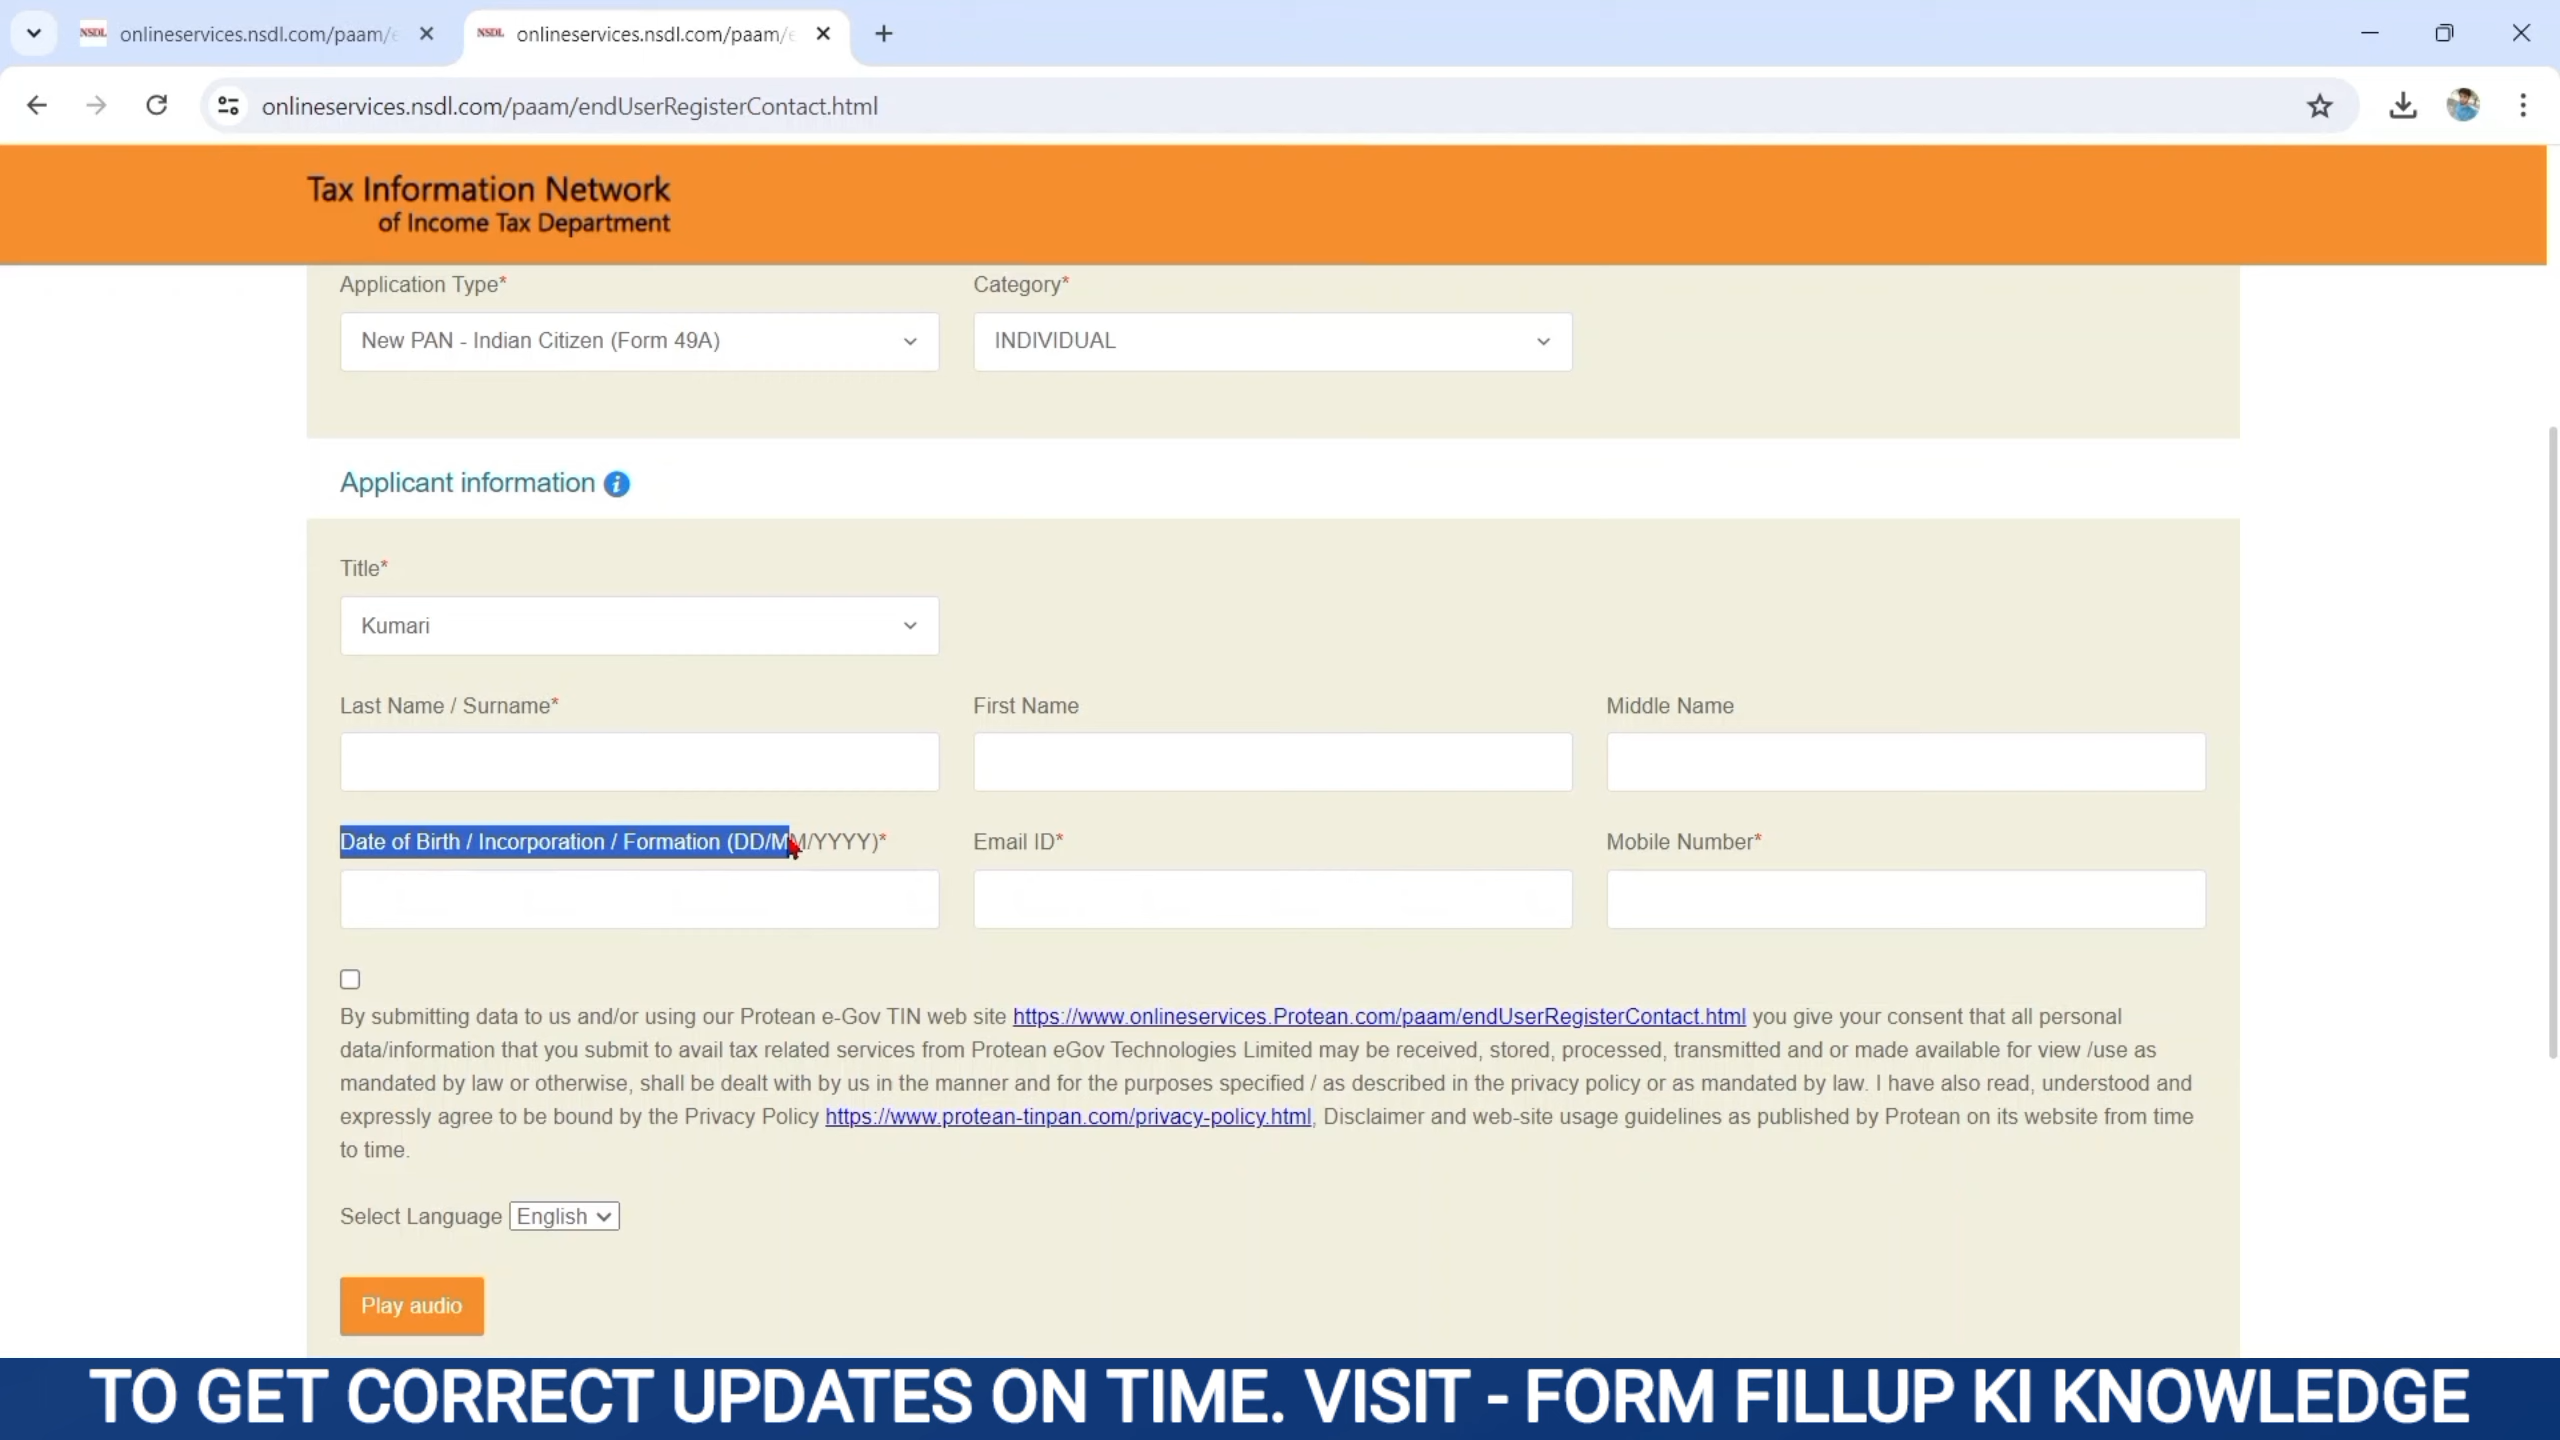 NSDL onlineservices.nsdl.com/paam/e
NSDL onlineservices.nsdl.com/paam/e
onlineservices.nsdl.com/paam/endUserRegisterContact.html
Tax Information Network
of Income Tax Department
Application Type* Category*
New PAN - Indian Citizen (Form 49A) INDIVIDUAL
Applicant information i
Title*
Kumari
Last Name / Surname* First Name Middle Name
Date of Birth / Incorporation / Formation (DD/MM/YYYY)* Email ID* Mobile Number*
By submitting data to us and/or using our Protean e-Gov TIN web site https://www.onlineservices.Protean.com/paam/endUserRegisterContact.html you give your consent that all personal
data/information that you submit to avail tax related services from Protean eGov Technologies Limited may be received, stored, processed, transmitted and or made available for view /use as
mandated by law or otherwise, shall be dealt with by us in the manner and for the purposes specified / as described in the privacy policy or as mandated by law. I have also read, understood and
expressly agree to be bound by the Privacy Policy https://www.protean-tinpan.com/privacy-policy.html, Disclaimer and web-site usage guidelines as published by Protean on its website from time
to time.
Select Language English
Play audio
TO GET CORRECT UPDATES ON TIME. VISIT - FORM FILLUP KI KNOWLEDGE